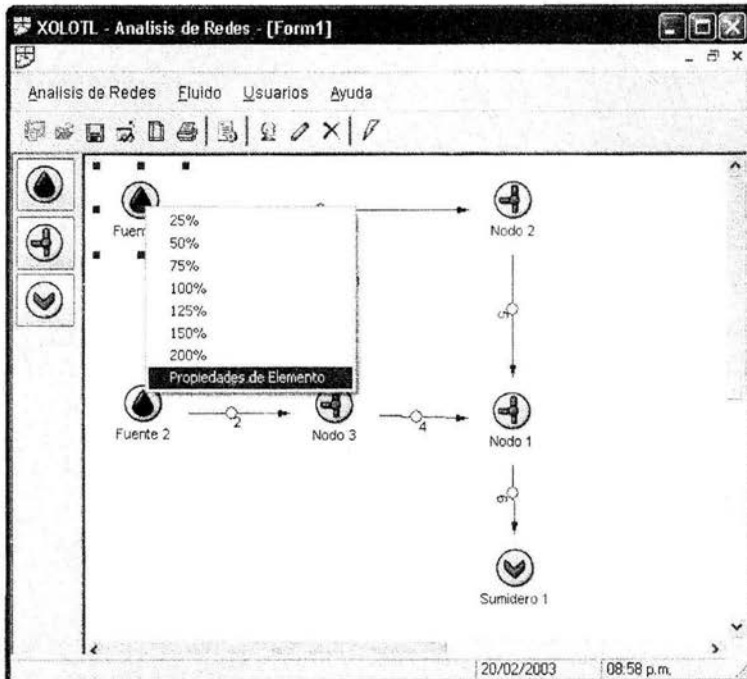 XOLOTL - Analisis de Redes - [Form1]
Analisis de Redes Fluido Usuarios Ayuda
Nodo 2
25%
50%
75%
100%
125%
150%
200%
Propiedades de Elemento
5
Fuente 2
2
Nodo 3
4
Nodo 1
6
Sumidero 1
20/02/2003 08:58 p.m.